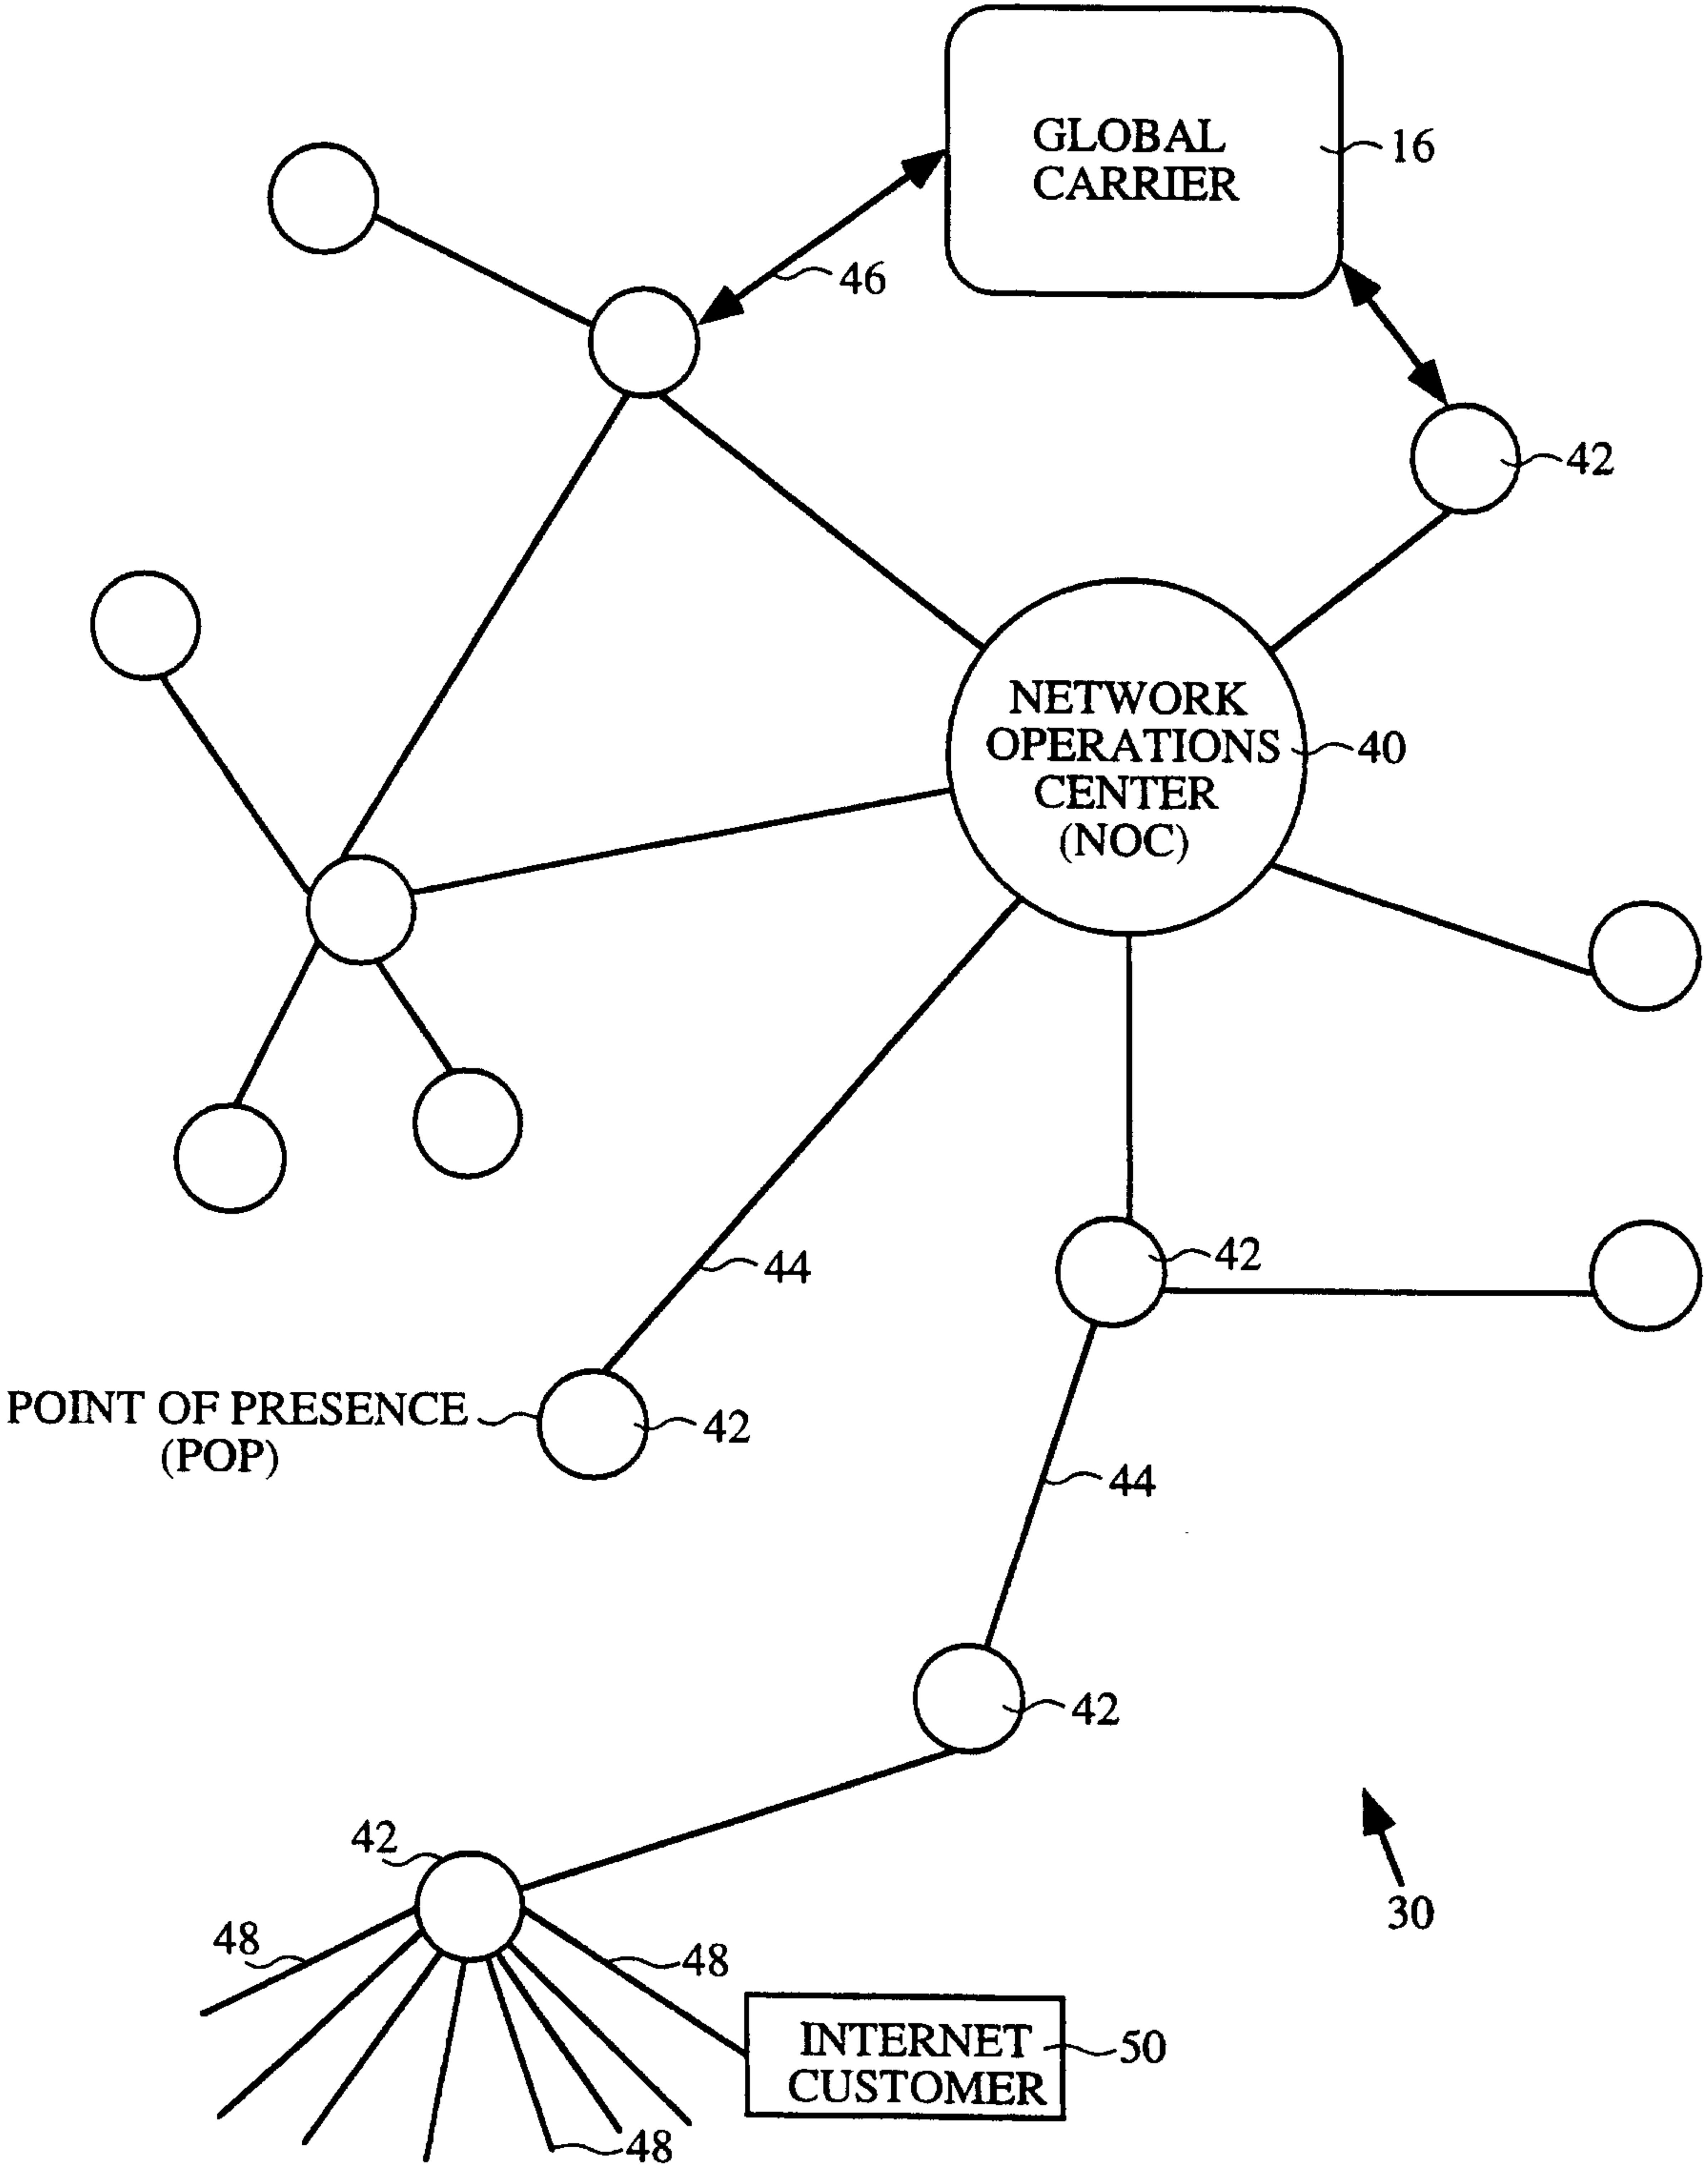 GLOBAL
CARRIER
16
46
42
NETWORK
OPERATIONS
CENTER
(NOC)
40
42
44
POINT OF PRESENCE
(POP)
42
44
42
42
30
48
48
INTERNET
CUSTOMER
50
48